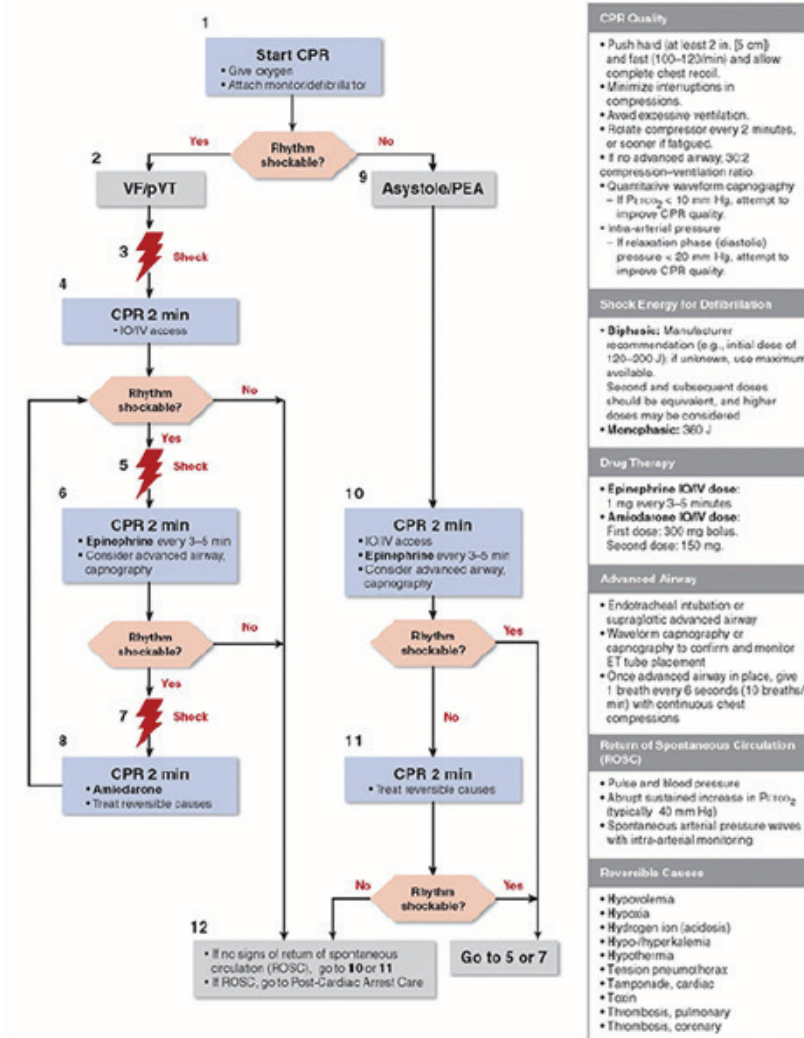 1
Start CPR
• Give oxygen
• Attach monitor/defibrillator
Rhythm
shockable?
Yes
No
2
VF/pVT
9
Asystole/PEA
3
Shock
4
CPR 2 min
• IO/IV access
Rhythm
shockable?
No
Yes
5
Shock
6
CPR 2 min
• Epinephrine every 3–5 min
• Consider advanced airway,
capnography
Rhythm
shockable?
No
Yes
7
Shock
8
CPR 2 min
• Amiodarone
• Treat reversible causes
10
CPR 2 min
• IO/IV access
• Epinephrine every 3–5 min
• Consider advanced airway,
capnography
Rhythm
shockable?
Yes
No
11
CPR 2 min
• Treat reversible causes
Rhythm
shockable?
No
Yes
12
• If no signs of return of spontaneous
circulation (ROSC), go to 10 or 11
• If ROSC, go to Post-Cardiac Arrest Care
Go to 5 or 7
CPR Quality
• Push hard (at least 2 in. [5 cm])
and fast (100–120/min) and allow
complete chest recoil.
• Minimize interruptions in
compressions.
• Avoid excessive ventilation.
• Rotate compressor every 2 minutes,
or sooner if fatigued.
• If no advanced airway, 30:2
compression–ventilation ratio.
• Quantitative waveform capnography
– If PETCO2 < 10 mm Hg, attempt to
improve CPR quality.
• Intra-arterial pressure
– If relaxation phase (diastolic)
pressure < 20 mm Hg, attempt to
improve CPR quality.
Shock Energy for Defibrillation
• Biphasic: Manufacturer
recommendation (e.g., initial dose of
120–200 J); if unknown, use maximum
available.
Second and subsequent doses
should be equivalent, and higher
doses may be considered
• Monophasic: 360 J
Drug Therapy
• Epinephrine IO/IV dose:
1 mg every 3–5 minutes
• Amiodarone IO/IV dose:
First dose: 300 mg bolus.
Second dose: 150 mg.
Advanced Airway
• Endotracheal intubation or
supraglottic advanced airway
• Waveform capnography or
capnography to confirm and monitor
ET tube placement
• Once advanced airway in place, give
1 breath every 6 seconds (10 breaths/
min) with continuous chest
compressions
Return of Spontaneous Circulation
(ROSC)
• Pulse and blood pressure
• Abrupt sustained increase in PETCO2
(typically 40 mm Hg)
• Spontaneous arterial pressure waves
with intra-arterial monitoring
Reversible Causes
• Hypovolemia
• Hypoxia
• Hydrogen ion (acidosis)
• Hypo-/hyperkalemia
• Hypothermia
• Tension pneumothorax
• Tamponade, cardiac
• Toxin
• Thrombosis, pulmonary
• Thrombosis, coronary